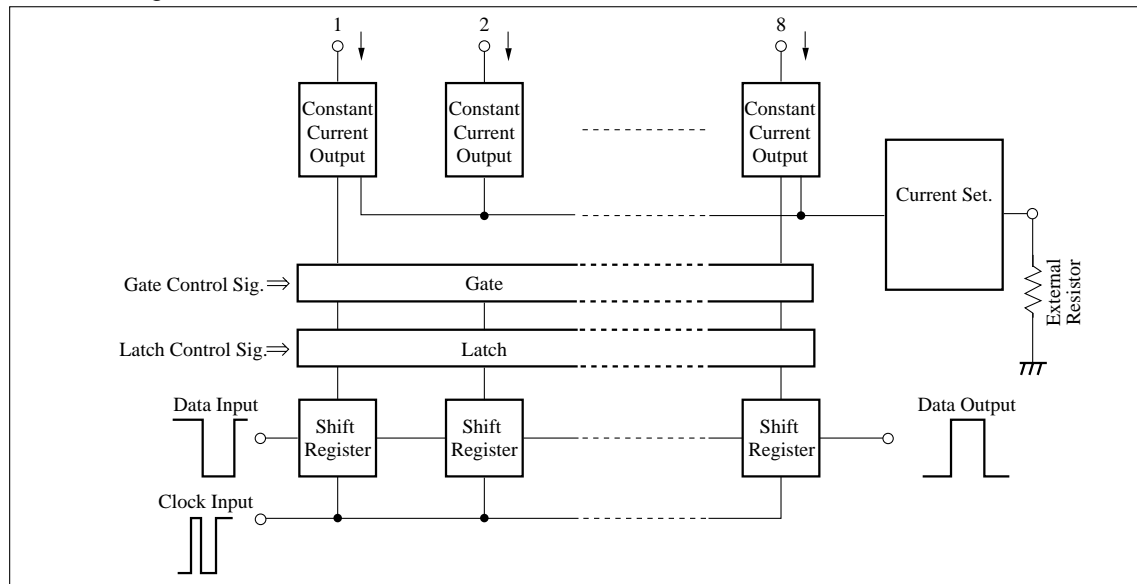 1
2
8
Constant
Current
Output
Constant
Current
Output
Constant
Current
Output
Current Set.
External
Resistor
Gate Control Sig.
Gate
Latch Control Sig.
Latch
Data Input
Shift
Register
Shift
Register
Shift
Register
Data Output
Clock Input